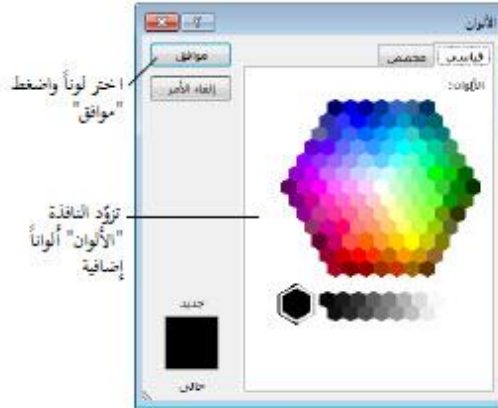 الألوان
قياسي
مخصص
موافق
إلغاء الأمر
الألوان:
اختر لوناً واضغط
"موافق"
تزوّد النافذة
"الألوان" ألواناً
إضافية
جديد
حالي